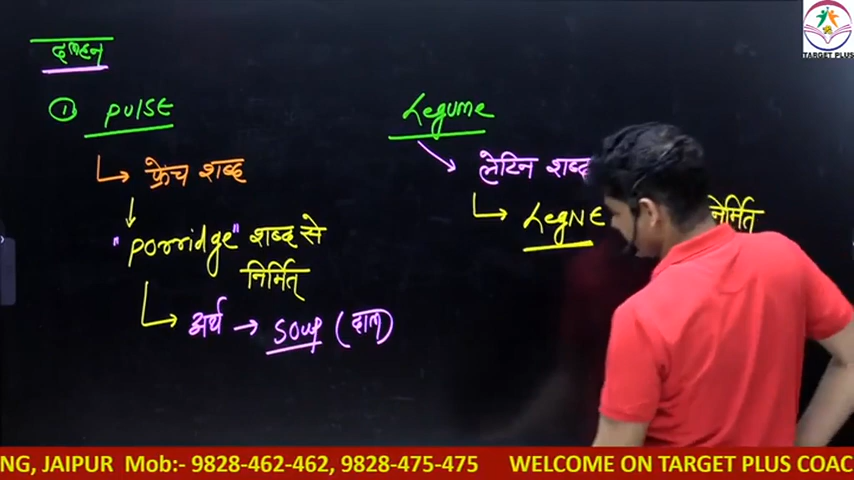 दलहन
① PULSE
Legume
फ्रेंच शब्द
लेटिन शब्द
"Porridge" शब्द से
निर्मित
LegNE
निर्मित
अर्थ → Soup (दाल)
TARGET PLUS
NG, JAIPUR Mob:- 9828-462-462, 9828-475-475 WELCOME ON TARGET PLUS COAC